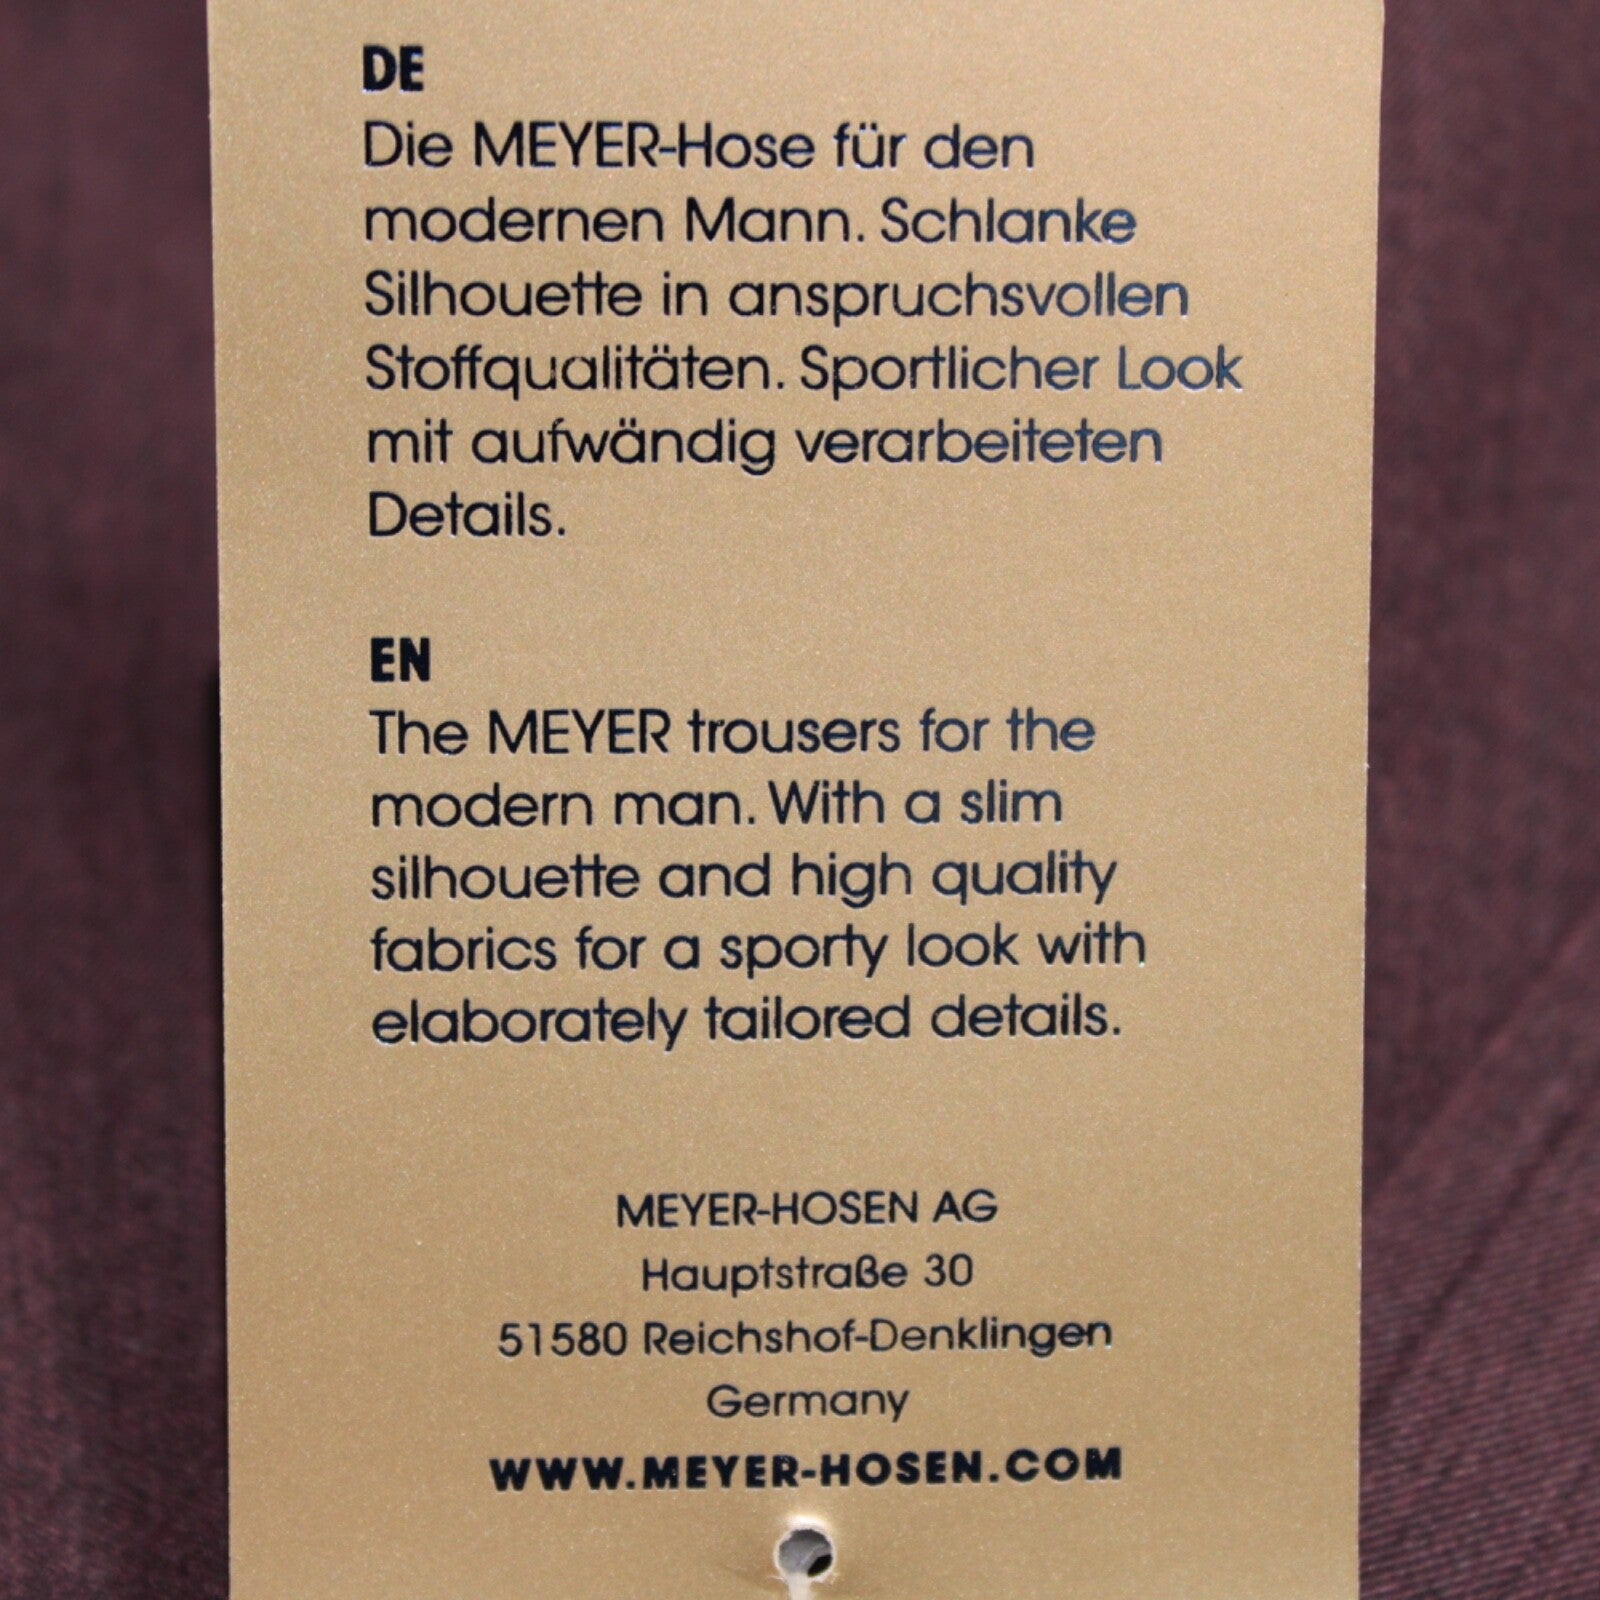 DE
Die MEYER-Hose für den
modernen Mann. Schlanke
Silhouette in anspruchsvollen
Stoffqualitäten. Sportlicher Look
mit aufwändig verarbeiteten
Details.
EN
The MEYER trousers for the
modern man. With a slim
silhouette and high quality
fabrics for a sporty look with
elaborately tailored details.
MEYER-HOSEN AG
Hauptstraße 30
51580 Reichshof-Denklingen
Germany
WWW.MEYER-HOSEN.COM